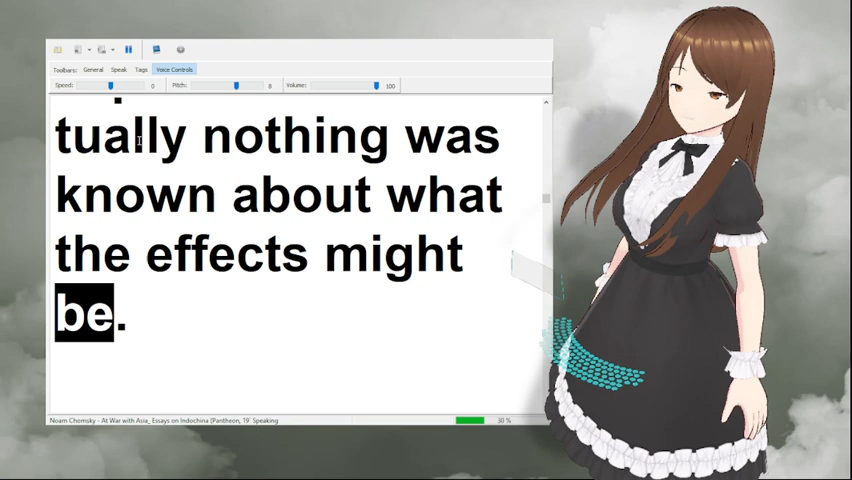 Toolbars: General Speak Tags Voice Controls
Speed: 0 Pitch: 8 Volume: 100
tually nothing was
known about what
the effects might
be.
Noam Chomsky - At War with Asia_ Essays on Indochina (Pantheon, 19 Speaking 30 %